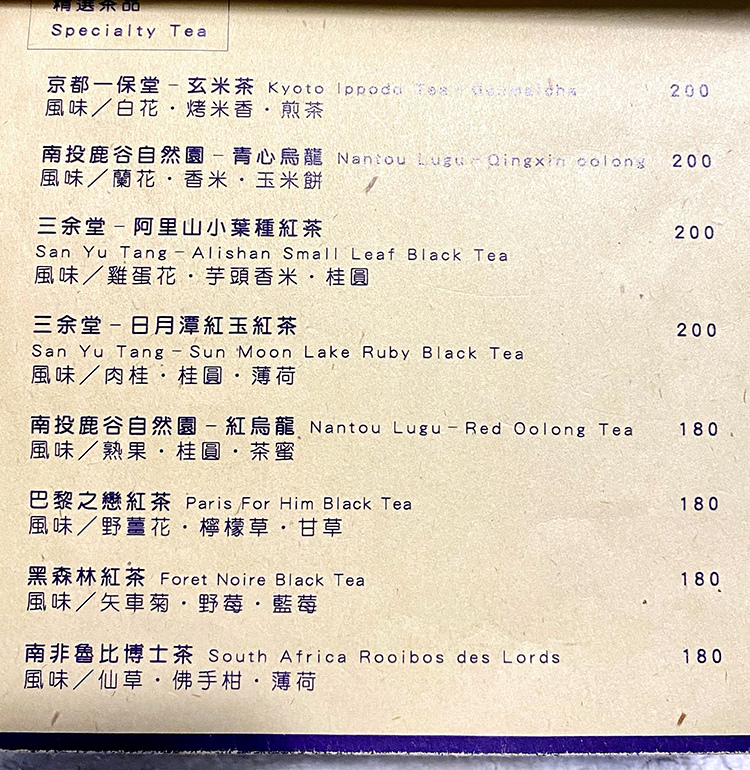 精選茶品
Specialty Tea
京都一保堂－玄米茶 Kyoto Ippodo Tea－Genmaicha 200
風味／白花・烤米香・煎茶
南投鹿谷自然園－青心烏龍 Nantou Lugu－Qingxin oolong 200
風味／蘭花・香米・玉米餅
三余堂－阿里山小葉種紅茶 200
San Yu Tang－Alishan Small Leaf Black Tea
風味／雞蛋花・芋頭香米・桂圓
三余堂－日月潭紅玉紅茶 200
San Yu Tang－Sun Moon Lake Ruby Black Tea
風味／肉桂・桂圓・薄荷
南投鹿谷自然園－紅烏龍 Nantou Lugu－Red Oolong Tea 180
風味／熟果・桂圓・茶蜜
巴黎之戀紅茶 Paris For Him Black Tea 180
風味／野薑花・檸檬草・甘草
黑森林紅茶 Foret Noire Black Tea 180
風味／矢車菊・野莓・藍莓
南非魯比博士茶 South Africa Rooibos des Lords 180
風味／仙草・佛手柑・薄荷